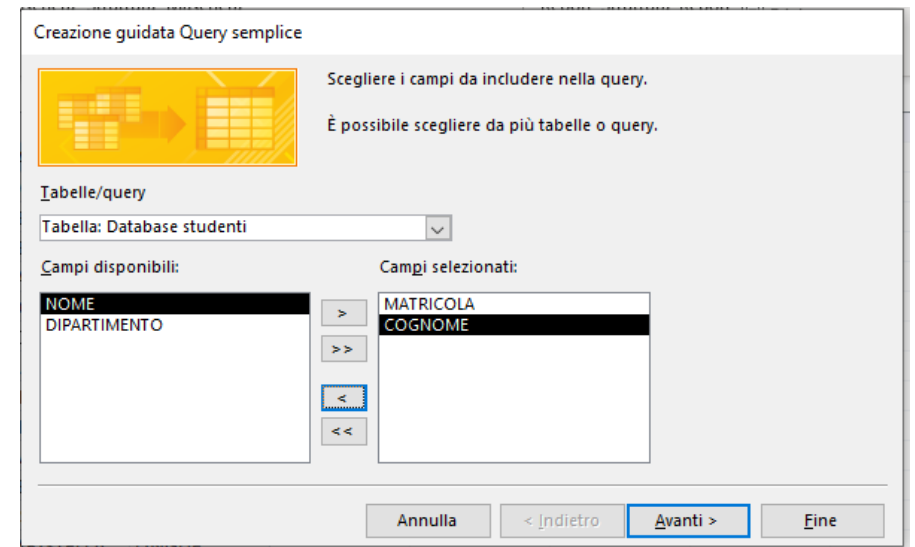 Creazione guidata Query semplice
Scegliere i campi da includere nella query.
È possibile scegliere da più tabelle o query.
Tabelle/query
Tabella: Database studenti
Campi disponibili:
Campi selezionati:
NOME
DIPARTIMENTO
>
>>
<
<<
MATRICOLA
COGNOME
Annulla
< Indietro
Avanti >
Fine